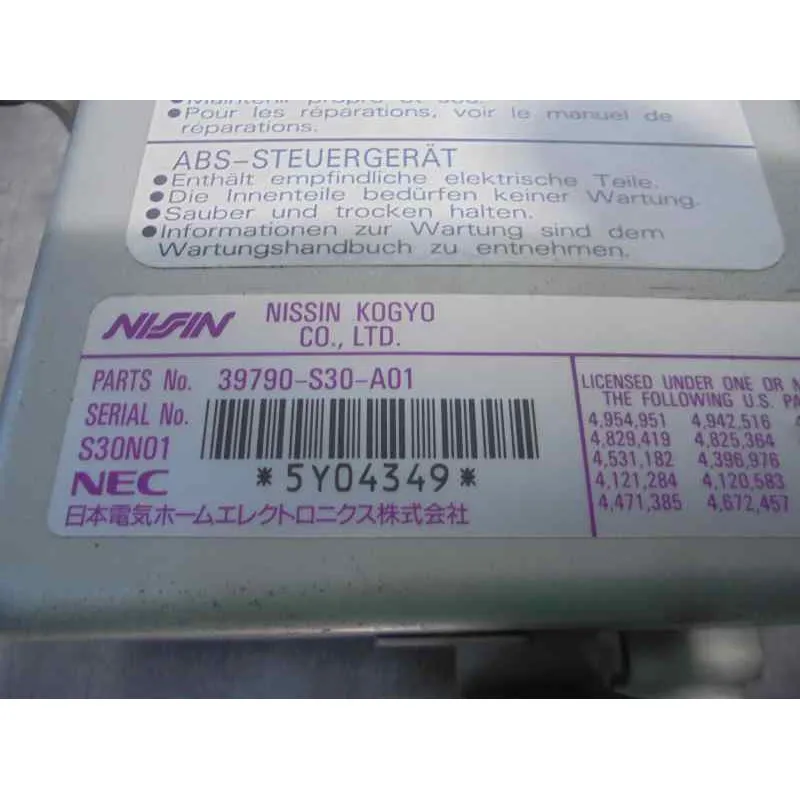 ●Maintenir propre et sec.
●Pour les réparations, voir le manuel de
réparations.
ABS-STEUERGERÄT
●Enthält empfindliche elektrische Teile.
●Die Innenteile bedürfen keiner Wartung.
●Sauber und trocken halten.
●Informationen zur Wartung sind dem
Wartungshandbuch zu entnehmen.
NISSIN
NISSIN KOGYO
CO., LTD.
PARTS No. 39790-S30-A01
SERIAL No.
S30N01
*5Y04349*
NEC
日本電気ホームエレクトロニクス株式会社
LICENSED UNDER ONE OR
THE FOLLOWING U.S.
4,954,951 4,942,516
4,829,419 4,825,364
4,531,182 4,396,976
4,121,284 4,120,583
4,471,385 4,672,457